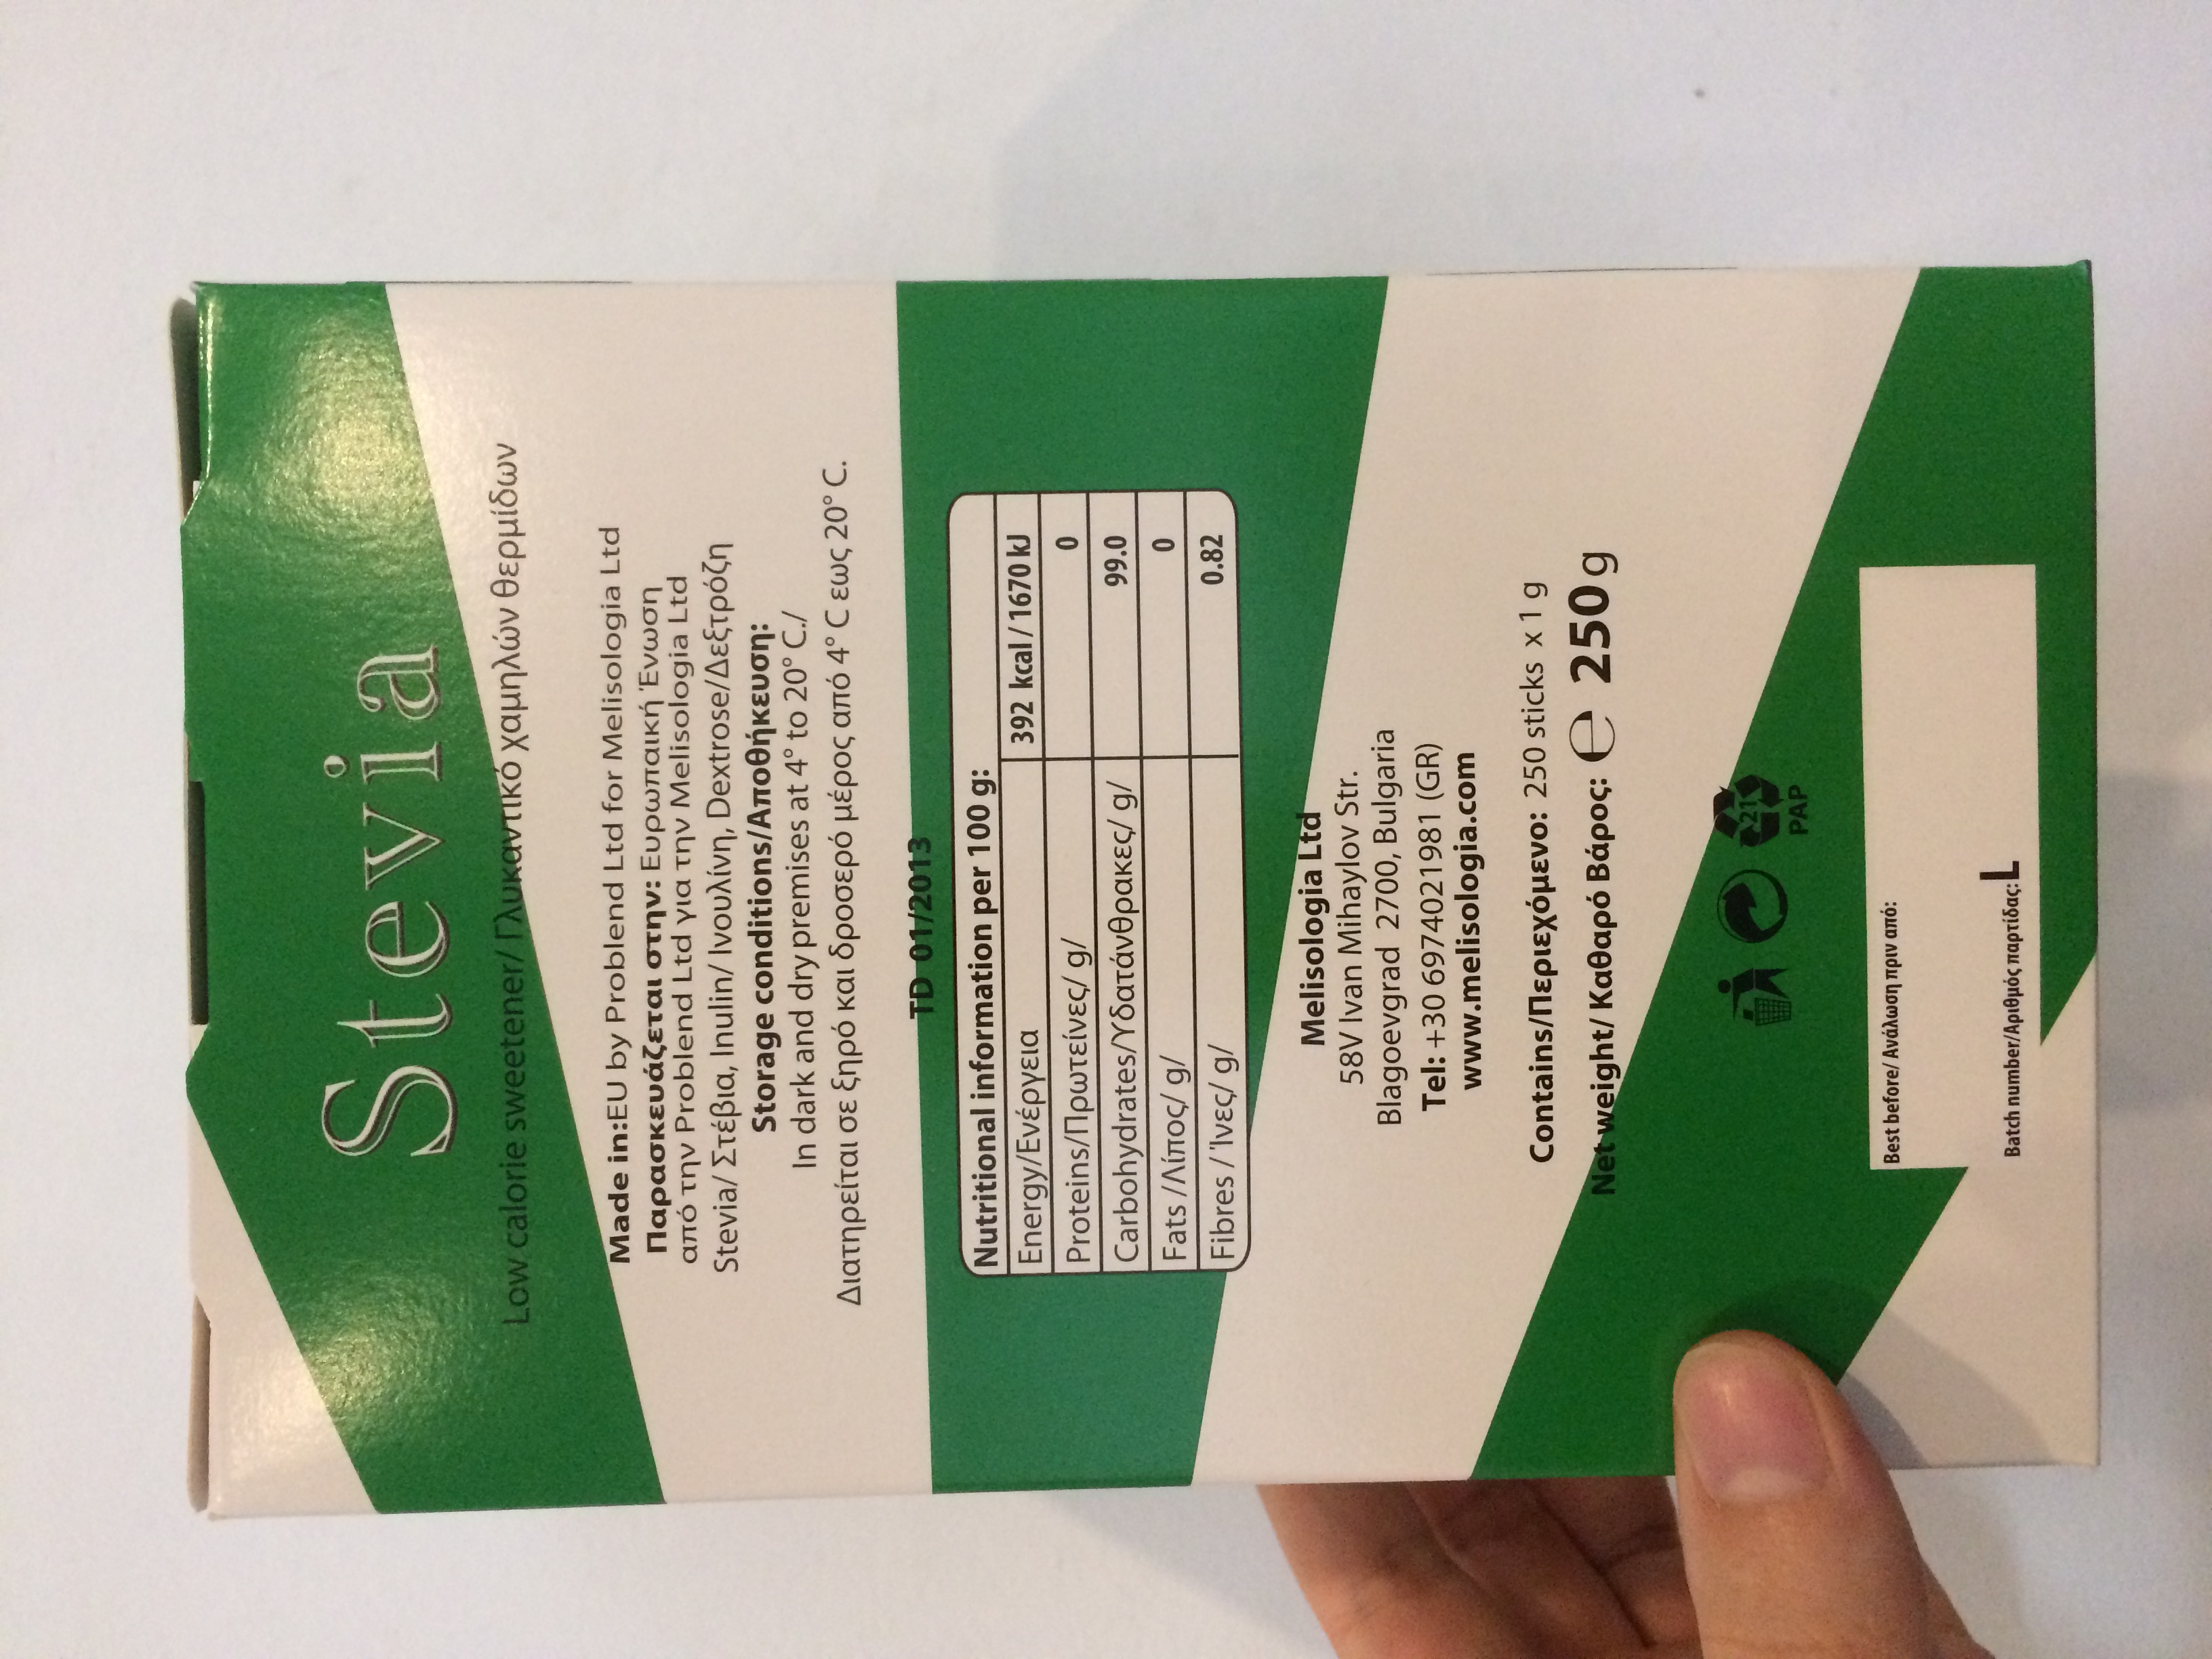 Stevia
Low calorie sweetener/ Γλυκαντικό χαμηλών θερμίδων
Made in:EU by Problend Ltd for Melisologia Ltd
Παρασκευάζεται στην: Ευρωπαική Ένωση
από την Problend Ltd για την Melisologia Ltd
Stevia/ Στέβια, Inulin/ Ινουλίνη, Dextrose/Δεξτρόζη
Storage conditions/Αποθήκευση:
In dark and dry premises at 4° to 20° C./
Διατηρείται σε ξηρό και δροσερό μέρος από 4° C εως 20° C.
TD 01/2013
Nutritional information per 100 g:
Energy/Ενέργεια 392 kcal / 1670 kJ
Proteins/Πρωτείνες/ g/ 0
Carbohydrates/Υδατάνθρακες/ g/ 99.0
Fats /Λίπος/ g/ 0
Fibres / Ίνες/ g/ 0.82
Melisologia Ltd
58V Ivan Mihaylov Str.
Blagoevgrad 2700, Bulgaria
Tel: +30 6974021981 (GR)
www.melisologia.com
Contains/Περιεχόμενο: 250 sticks x 1 g
Net weight/ Καθαρό Βάρος: ℮ 250 g
21
PAP
Best before/ Ανάλωση πριν από:
Batch number/Αριθμός παρτίδας: L